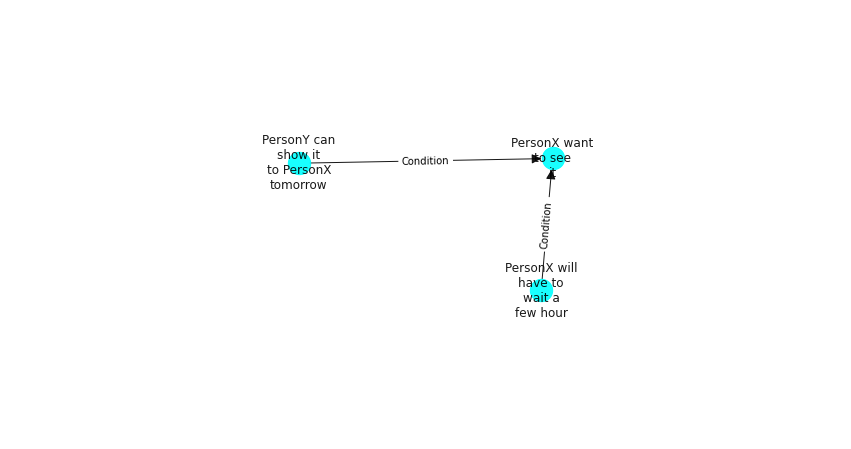 PersonY can
show it
to PersonX
tomorrow
Condition
PersonX want
to see
it
Condition
PersonX will
have to
wait a
few hour